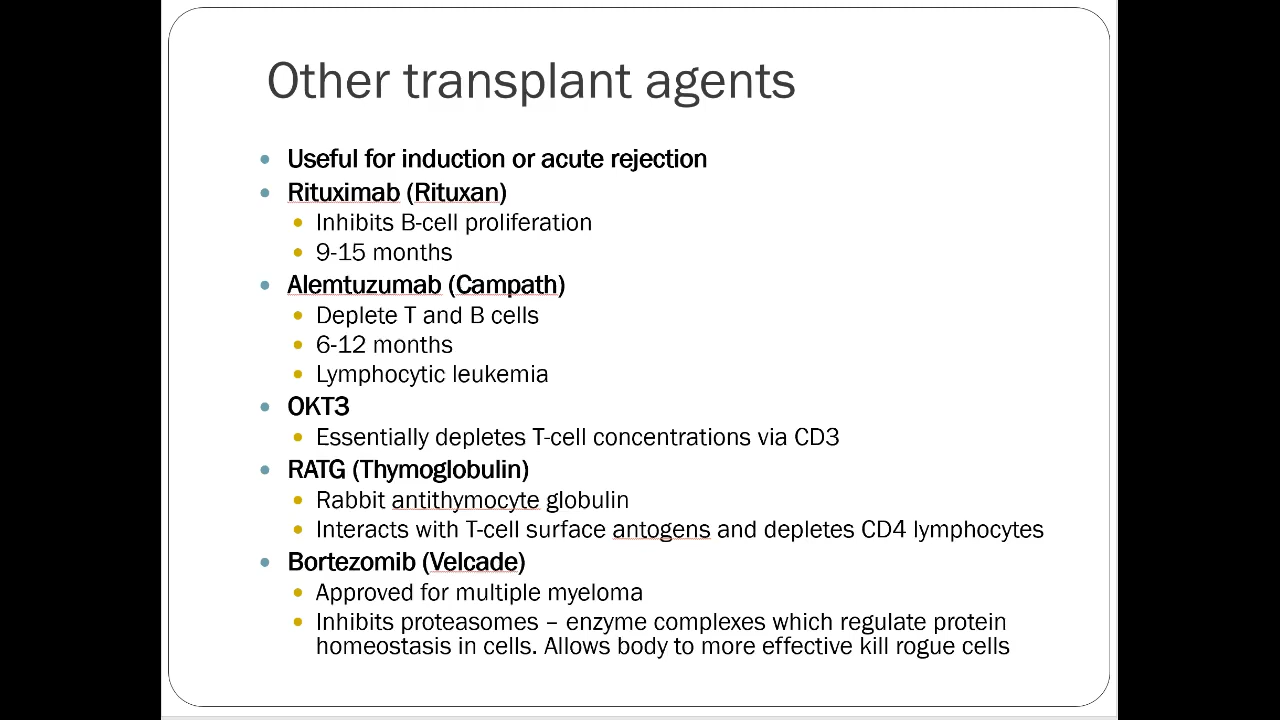 Other transplant agents
Useful for induction or acute rejection
Rituximab (Rituxan)
Inhibits B-cell proliferation
9-15 months
Alemtuzumab (Campath)
Deplete T and B cells
6-12 months
Lymphocytic leukemia
OKT3
Essentially depletes T-cell concentrations via CD3
RATG (Thymoglobulin)
Rabbit antithymocyte globulin
Interacts with T-cell surface antogens and depletes CD4 lymphocytes
Bortezomib (Velcade)
Approved for multiple myeloma
Inhibits proteasomes – enzyme complexes which regulate protein
homeostasis in cells. Allows body to more effective kill rogue cells